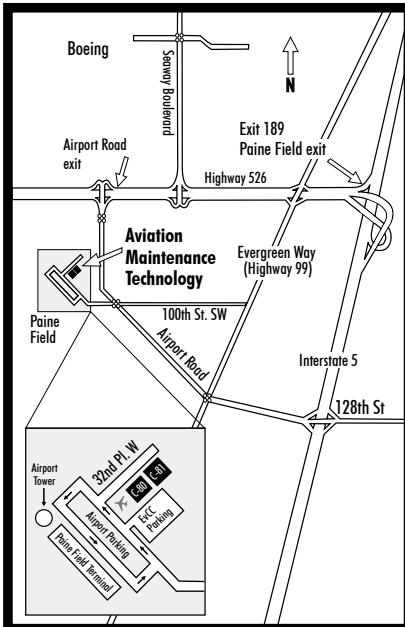 Boeing
Seaway Boulevard
N
Airport Road
exit
Exit 189
Paine Field exit
Highway 526
Aviation
Maintenance
Technology
Evergreen Way
(Highway 99)
Paine
Field
100th St. SW
Airport Road
Interstate 5
128th St
32nd Pl. W
Airport
Tower
C-80
C-81
EvCC
Parking
Airport Parking
Paine Field Terminal